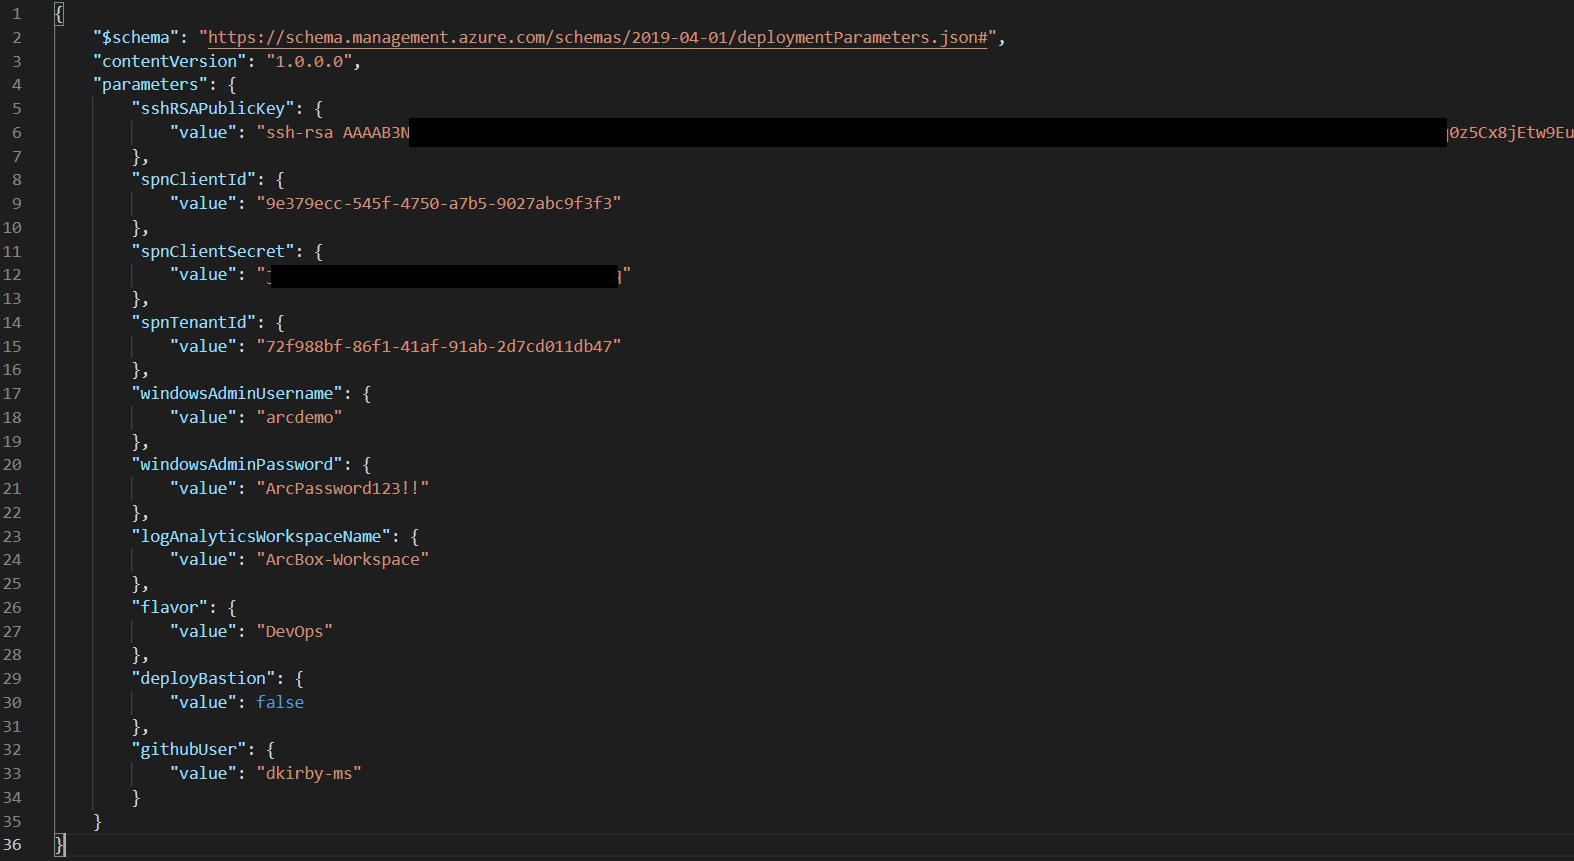 1 {
2 "$schema": "https://schema.management.azure.com/schemas/2019-04-01/deploymentParameters.json#",
3 "contentVersion": "1.0.0.0",
4 "parameters": {
5 "sshRSAPublicKey": {
6 "value": "ssh-rsa AAAAB3N 0z5Cx8jEtw9Eu
7 },
8 "spnClientId": {
9 "value": "9e379ecc-545f-4750-a7b5-9027abc9f3f3"
10 },
11 "spnClientSecret": {
12 "value": " "
13 },
14 "spnTenantId": {
15 "value": "72f988bf-86f1-41af-91ab-2d7cd011db47"
16 },
17 "windowsAdminUsername": {
18 "value": "arcdemo"
19 },
20 "windowsAdminPassword": {
21 "value": "ArcPassword123!!"
22 },
23 "logAnalyticsWorkspaceName": {
24 "value": "ArcBox-Workspace"
25 },
26 "flavor": {
27 "value": "DevOps"
28 },
29 "deployBastion": {
30 "value": false
31 },
32 "githubUser": {
33 "value": "dkirby-ms"
34 }
35 }
36 }